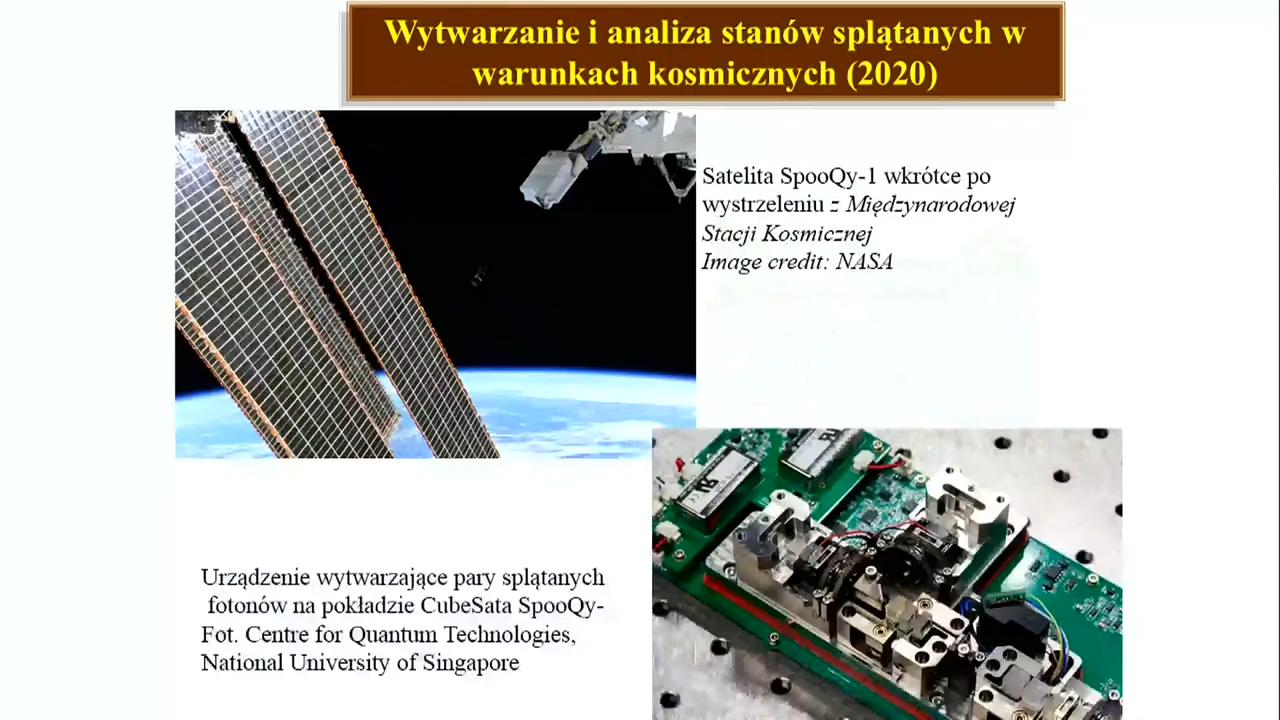 Wytwarzanie i analiza stanów splątanych w
warunkach kosmicznych (2020)
Satelita SpooQy-1 wkrótce po
wystrzeleniu z Międzynarodowej
Stacji Kosmicznej
Image credit: NASA
Urządzenie wytwarzające pary splątanych
fotonów na pokładzie CubeSata SpooQy-
Fot. Centre for Quantum Technologies,
National University of Singapore